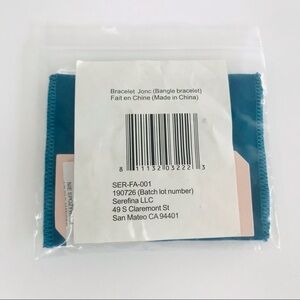 Bracelet Jonc (Bangle bracelet)
Fait en Chine (Made in China)
8 11132 03222 3
SER-FA-001
190726 (Batch lot number)
Serefina LLC
49 S Claremont St
San Mateo CA 94401